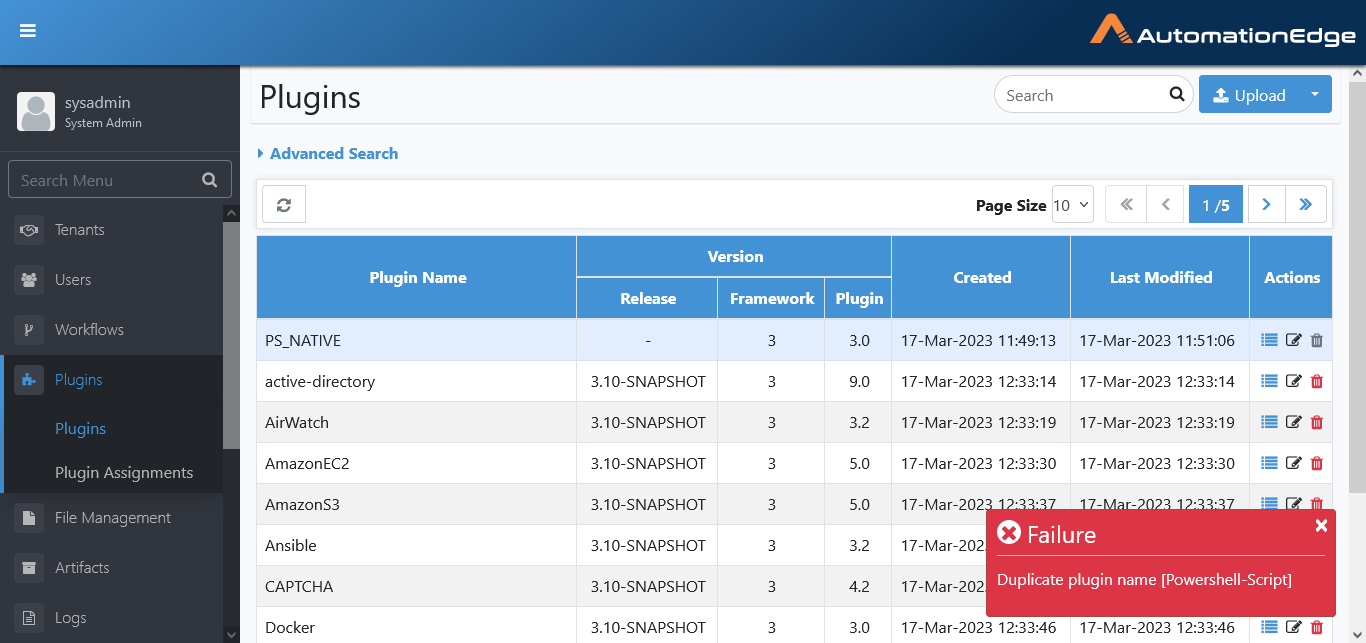 AutomationEdge
sysadmin
System Admin
Search Menu
Tenants
Users
Workflows
Plugins
Plugins
Plugin Assignments
File Management
Artifacts
Logs
Plugins
Search
Upload
Advanced Search
Page Size 10 1 /5
Plugin Name Version Created Last Modified Actions
Release Framework Plugin
PS_NATIVE - 3 3.0 17-Mar-2023 11:49:13 17-Mar-2023 11:51:06
active-directory 3.10-SNAPSHOT 3 9.0 17-Mar-2023 12:33:14 17-Mar-2023 12:33:14
AirWatch 3.10-SNAPSHOT 3 3.2 17-Mar-2023 12:33:19 17-Mar-2023 12:33:19
AmazonEC2 3.10-SNAPSHOT 3 5.0 17-Mar-2023 12:33:30 17-Mar-2023 12:33:30
AmazonS3 3.10-SNAPSHOT 3 5.0 17-Mar-2023 12:33:37 17-Mar-2023 12:33:37
Ansible 3.10-SNAPSHOT 3 3.2 17-Mar-202
CAPTCHA 3.10-SNAPSHOT 3 4.2 17-Mar-202
Docker 3.10-SNAPSHOT 3 3.0 17-Mar-2023 12:33:46 17-Mar-2023 12:33:46
Failure
Duplicate plugin name [Powershell-Script]